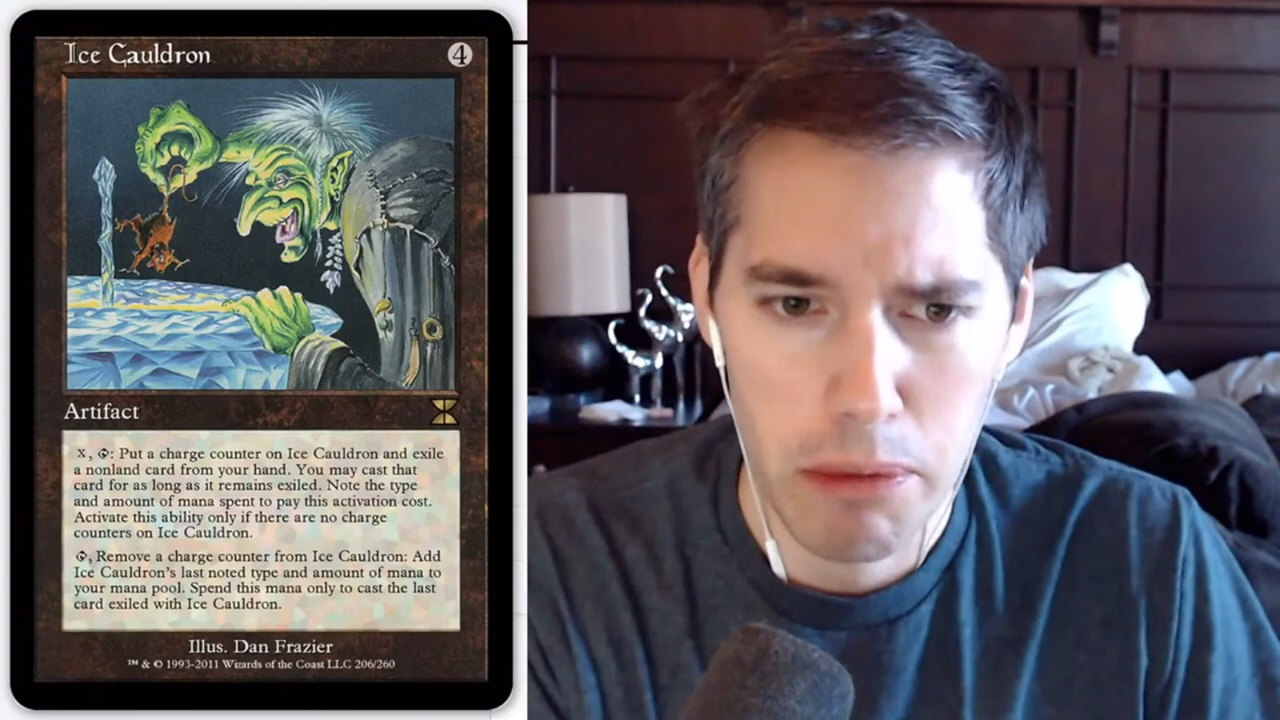 Ice Cauldron 4
Artifact
X, : Put a charge counter on Ice Cauldron and exile
a nonland card from your hand. You may cast that
card for as long as it remains exiled. Note the type
and amount of mana spent to pay this activation cost.
Activate this ability only if there are no charge
counters on Ice Cauldron.
, Remove a charge counter from Ice Cauldron: Add
Ice Cauldron's last noted type and amount of mana to
your mana pool. Spend this mana only to cast the last
card exiled with Ice Cauldron.
Illus. Dan Frazier
™ & © 1993-2011 Wizards of the Coast LLC 206/260